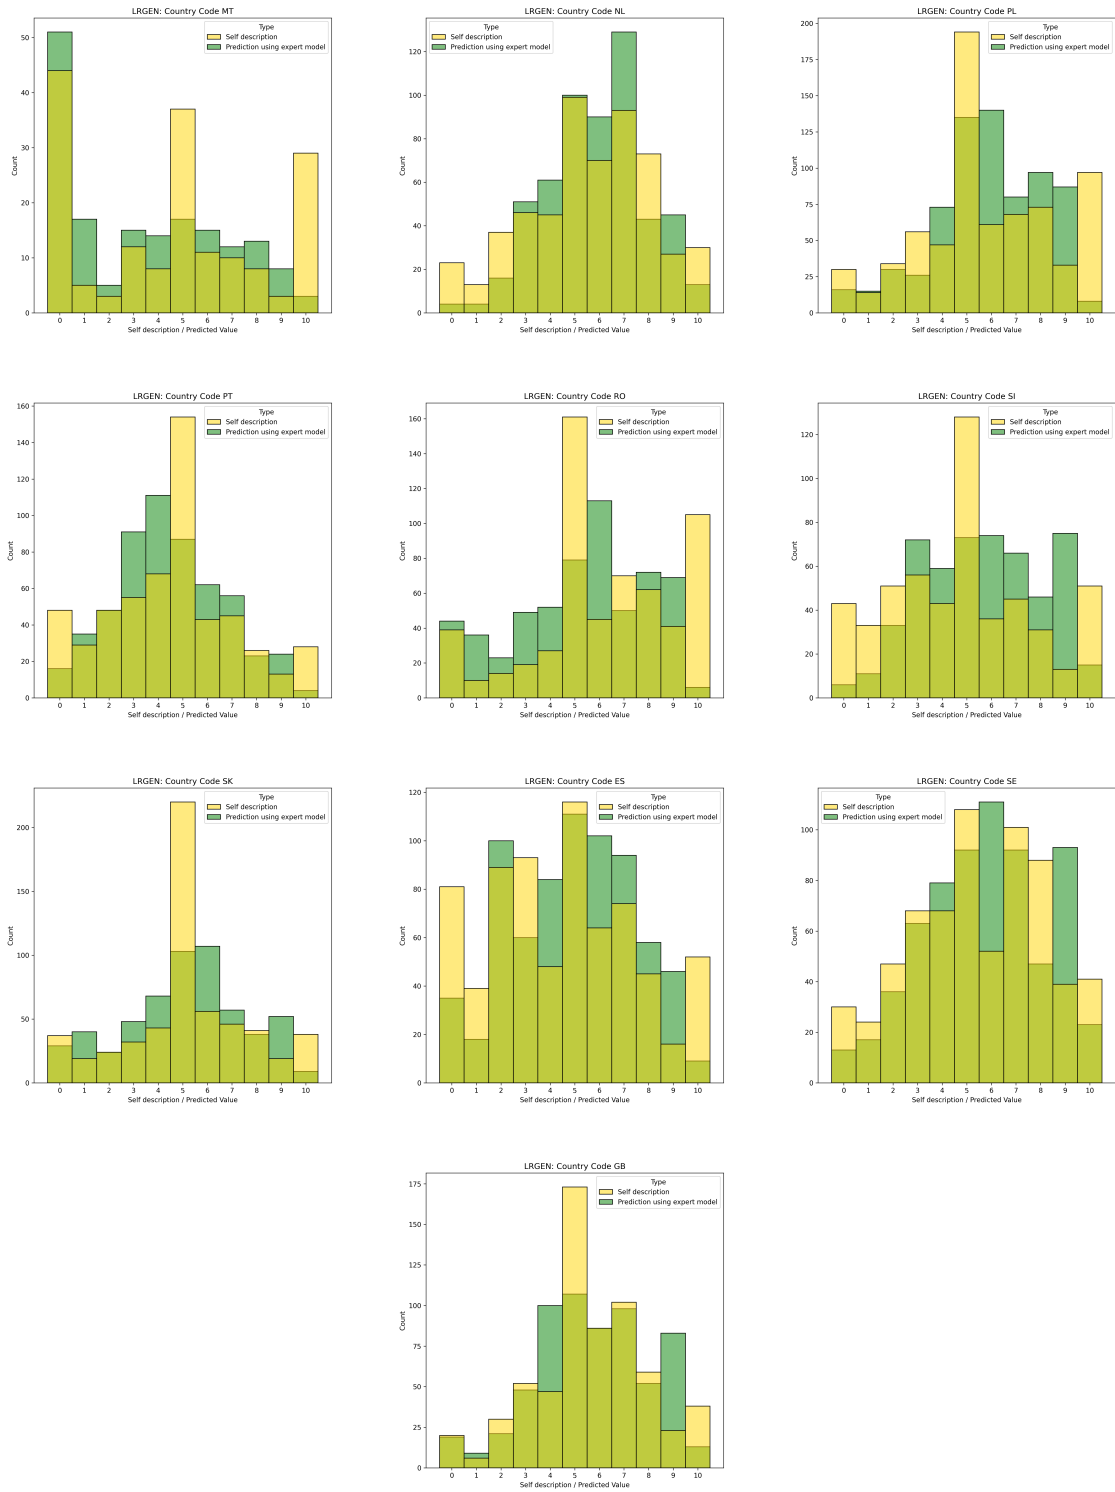 LRGEN: Country Code MT
Type
Self description
Prediction using expert model
Count
50
40
30
20
10
0
0 1 2 3 4 5 6 7 8 9 10
Self description / Predicted Value
LRGEN: Country Code NL
Type
Self description
Prediction using expert model
Count
120
100
80
60
40
20
0
0 1 2 3 4 5 6 7 8 9 10
Self description / Predicted Value
LRGEN: Country Code PL
Type
Self description
Prediction using expert model
Count
200
175
150
125
100
75
50
25
0
0 1 2 3 4 5 6 7 8 9 10
Self description / Predicted Value
LRGEN: Country Code PT
Type
Self description
Prediction using expert model
Count
160
140
120
100
80
60
40
20
0
0 1 2 3 4 5 6 7 8 9 10
Self description / Predicted Value
LRGEN: Country Code RO
Type
Self description
Prediction using expert model
Count
160
140
120
100
80
60
40
20
0
0 1 2 3 4 5 6 7 8 9 10
Self description / Predicted Value
LRGEN: Country Code SI
Type
Self description
Prediction using expert model
Count
120
100
80
60
40
20
0
0 1 2 3 4 5 6 7 8 9 10
Self description / Predicted Value
LRGEN: Country Code SK
Type
Self description
Prediction using expert model
Count
200
150
100
50
0
0 1 2 3 4 5 6 7 8 9 10
Self description / Predicted Value
LRGEN: Country Code ES
Type
Self description
Prediction using expert model
Count
120
100
80
60
40
20
0
0 1 2 3 4 5 6 7 8 9 10
Self description / Predicted Value
LRGEN: Country Code SE
Type
Self description
Prediction using expert model
Count
100
80
60
40
20
0
0 1 2 3 4 5 6 7 8 9 10
Self description / Predicted Value
LRGEN: Country Code GB
Type
Self description
Prediction using expert model
Count
175
150
125
100
75
50
25
0
0 1 2 3 4 5 6 7 8 9 10
Self description / Predicted Value